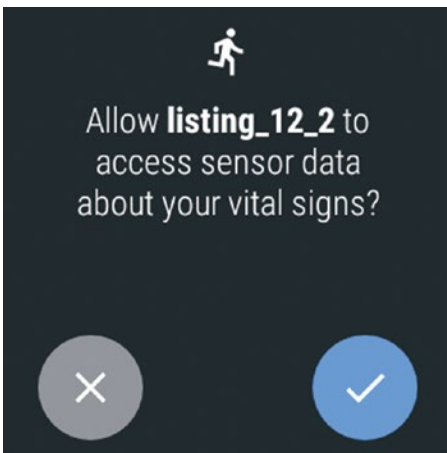 Allow listing_12_2 to
access sensor data
about your vital signs?